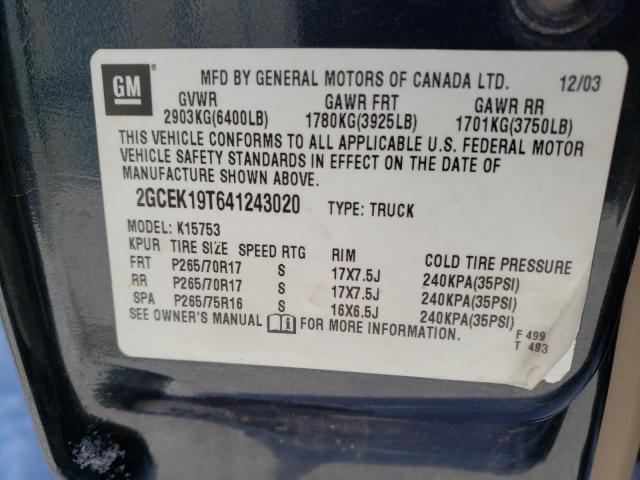 GM ®
MFD BY GENERAL MOTORS OF CANADA LTD. 12/03
GVWR GAWR FRT GAWR RR
2903KG(6400LB) 1780KG(3925LB) 1701KG(3750LB)
THIS VEHICLE CONFORMS TO ALL APPLICABLE U.S. FEDERAL MOTOR
VEHICLE SAFETY STANDARDS IN EFFECT ON THE DATE OF
MANUFACTURE SHOWN ABOVE.
2GCEK19T641243020 TYPE: TRUCK
MODEL: K15753
KPUR TIRE SIZE SPEED RTG RIM COLD TIRE PRESSURE
FRT P265/70R17 S 17X7.5J 240KPA(35PSI)
RR P265/70R17 S 17X7.5J 240KPA(35PSI)
SPA P265/75R16 S 16X6.5J 240KPA(35PSI)
SEE OWNER'S MANUAL i FOR MORE INFORMATION.
F 499
T 493